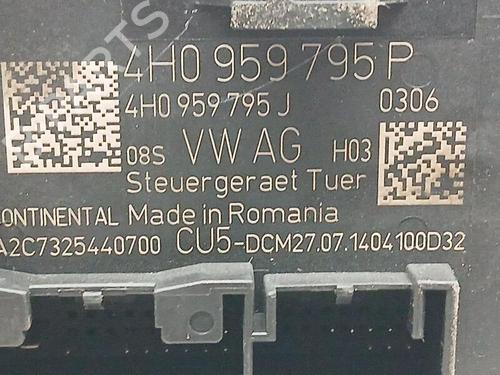 4H0 959 795 P
4H0 959 795 J 0306
08S VW AG H03
Steuergeraet Tuer
CONTINENTAL Made in Romania
A2C7325440700 CU5-DCM27.07.1404100D32